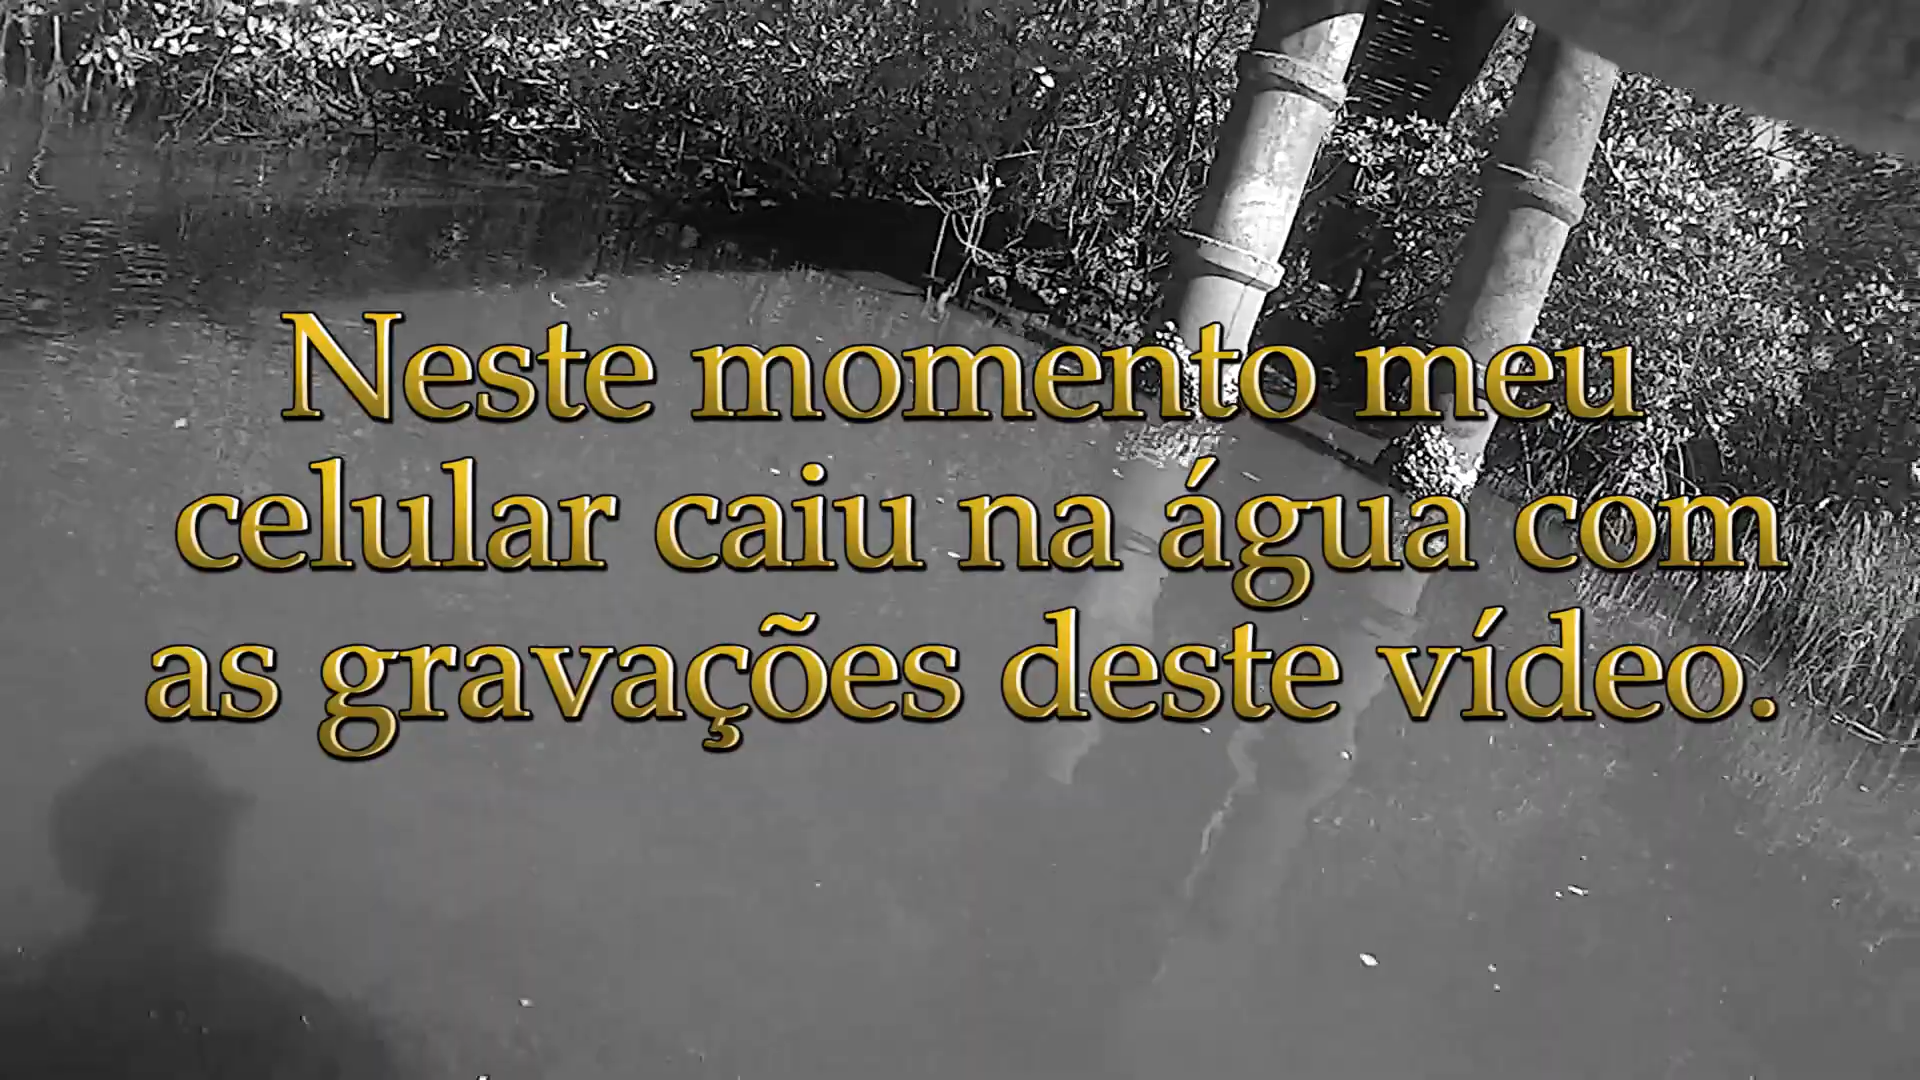 Neste momento meu
celular caiu na água com
as gravações deste vídeo.